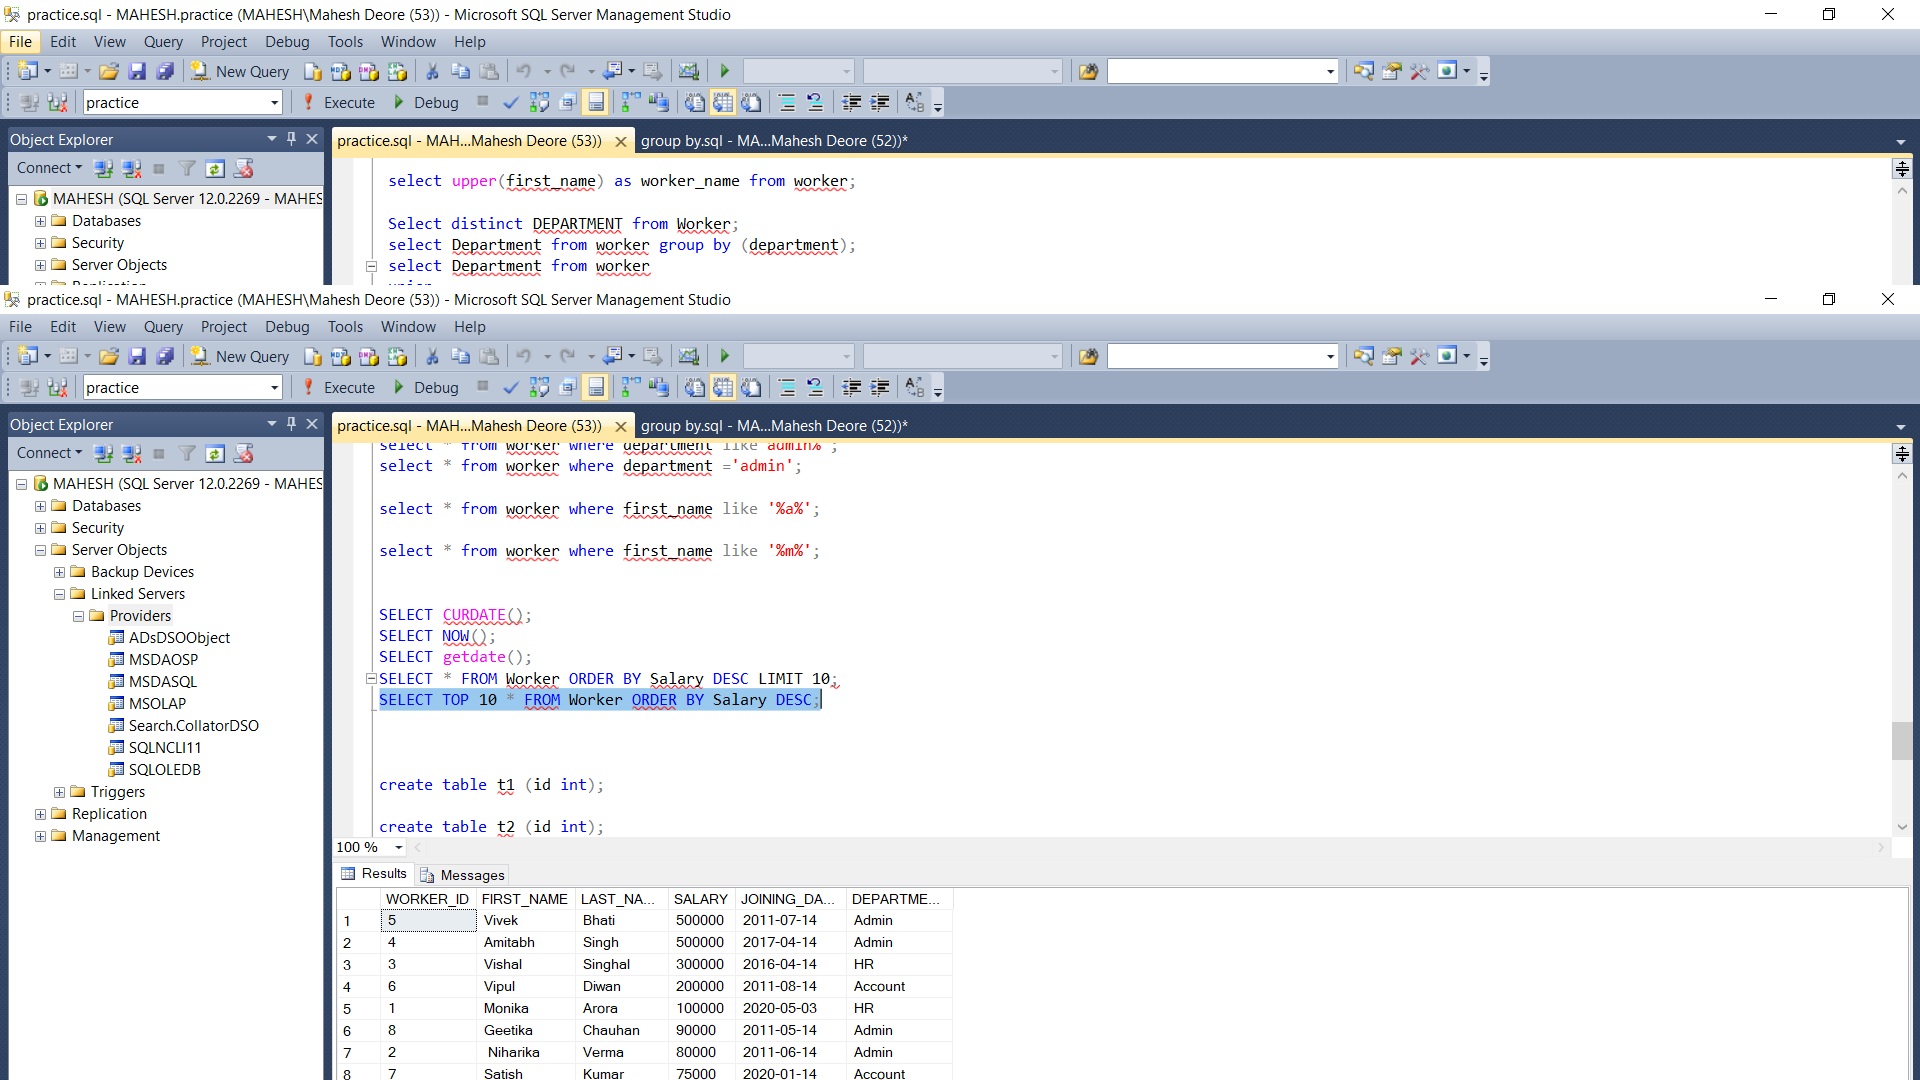 practice.sql - MAHESH.practice (MAHESH\Mahesh Deore (53)) - Microsoft SQL Server Management Studio
File Edit View Query Project Debug Tools Window Help
New Query
practice Execute Debug
Object Explorer
practice.sql - MAH...Mahesh Deore (53)) group by.sql - MA...Mahesh Deore (52))*
Connect
MAHESH (SQL Server 12.0.2269 - MAHES
Databases
Security
Server Objects
select upper(first_name) as worker_name from worker;
Select distinct DEPARTMENT from Worker;
select Department from worker group by (department);
select Department from worker
practice.sql - MAHESH.practice (MAHESH\Mahesh Deore (53)) - Microsoft SQL Server Management Studio
File Edit View Query Project Debug Tools Window Help
New Query
practice Execute Debug
Object Explorer
practice.sql - MAH...Mahesh Deore (53)) group by.sql - MA...Mahesh Deore (52))*
Connect
MAHESH (SQL Server 12.0.2269 - MAHES
Databases
Security
Server Objects
Backup Devices
Linked Servers
Providers
ADsDSOObject
MSDAOSP
MSDASQL
MSOLAP
Search.CollatorDSO
SQLNCLI11
SQLOLEDB
Triggers
Replication
Management
select * from worker where department like admin% ;
select * from worker where department ='admin';
select * from worker where first_name like '%a%';
select * from worker where first_name like '%m%';
SELECT CURDATE();
SELECT NOW();
SELECT getdate();
SELECT * FROM Worker ORDER BY Salary DESC LIMIT 10;
SELECT TOP 10 * FROM Worker ORDER BY Salary DESC;
create table t1 (id int);
create table t2 (id int);
100 %
Results Messages
WORKER_ID FIRST_NAME LAST_NA... SALARY JOINING_DA... DEPARTME...
1 5 Vivek Bhati 500000 2011-07-14 Admin
2 4 Amitabh Singh 500000 2017-04-14 Admin
3 3 Vishal Singhal 300000 2016-04-14 HR
4 6 Vipul Diwan 200000 2011-08-14 Account
5 1 Monika Arora 100000 2020-05-03 HR
6 8 Geetika Chauhan 90000 2011-05-14 Admin
7 2 Niharika Verma 80000 2011-06-14 Admin
8 7 Satish Kumar 75000 2020-01-14 Account